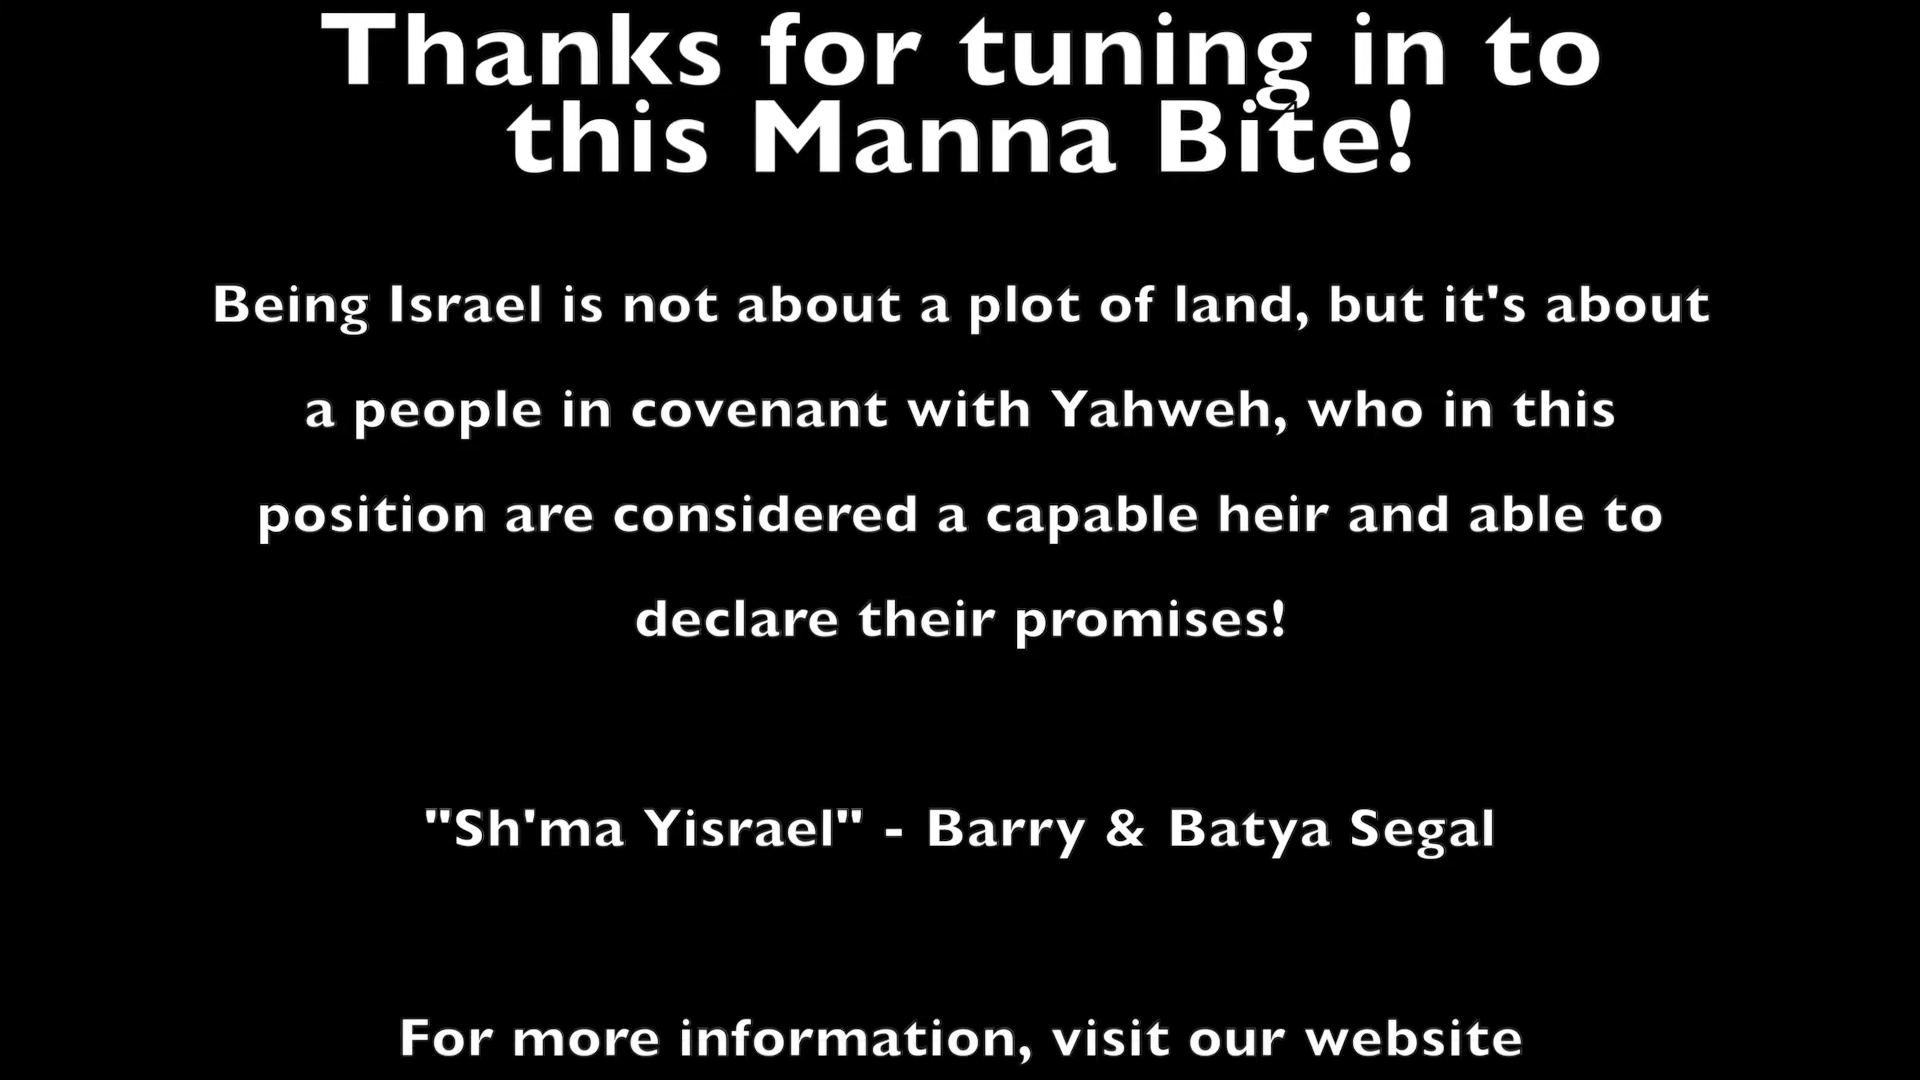 Thanks for tuning in to
this Manna Bite!
Being Israel is not about a plot of land, but it's about
a people in covenant with Yahweh, who in this
position are considered a capable heir and able to
declare their promises!
"Sh'ma Yisrael" - Barry & Batya Segal
For more information, visit our website